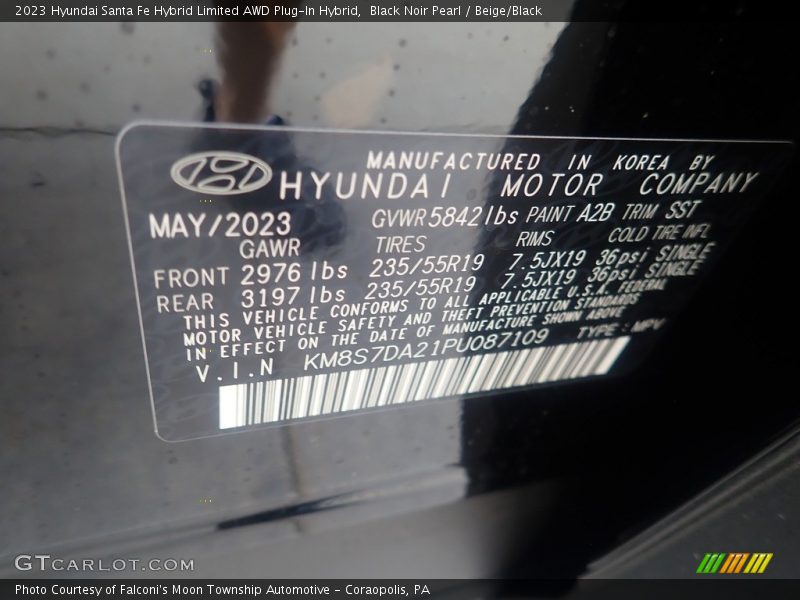 2023 Hyundai Santa Fe Hybrid Limited AWD Plug-In Hybrid,  Black Noir Pearl / Beige/Black
MANUFACTURED IN KOREA BY
HYUNDAI MOTOR COMPANY
MAY/2023 GVWR 5842 lbs PAINT A2B TRIM SST
GAWR TIRES RIMS COLD TIRE INFL
FRONT 2976 lbs 235/55R19 7.5JX19 36psi SINGLE
REAR 3197 lbs 235/55R19 7.5JX19 36psi SINGLE
THIS VEHICLE CONFORMS TO ALL APPLICABLE U.S.A. FEDERAL
MOTOR VEHICLE SAFETY AND THEFT PREVENTION STANDARDS
IN EFFECT ON THE DATE OF MANUFACTURE SHOWN ABOVE
V.I.N KM8S7DA21PU087109 TYPE : MPV
GTCARLOT.COM
Photo Courtesy of Falconi's Moon Township Automotive - Coraopolis, PA